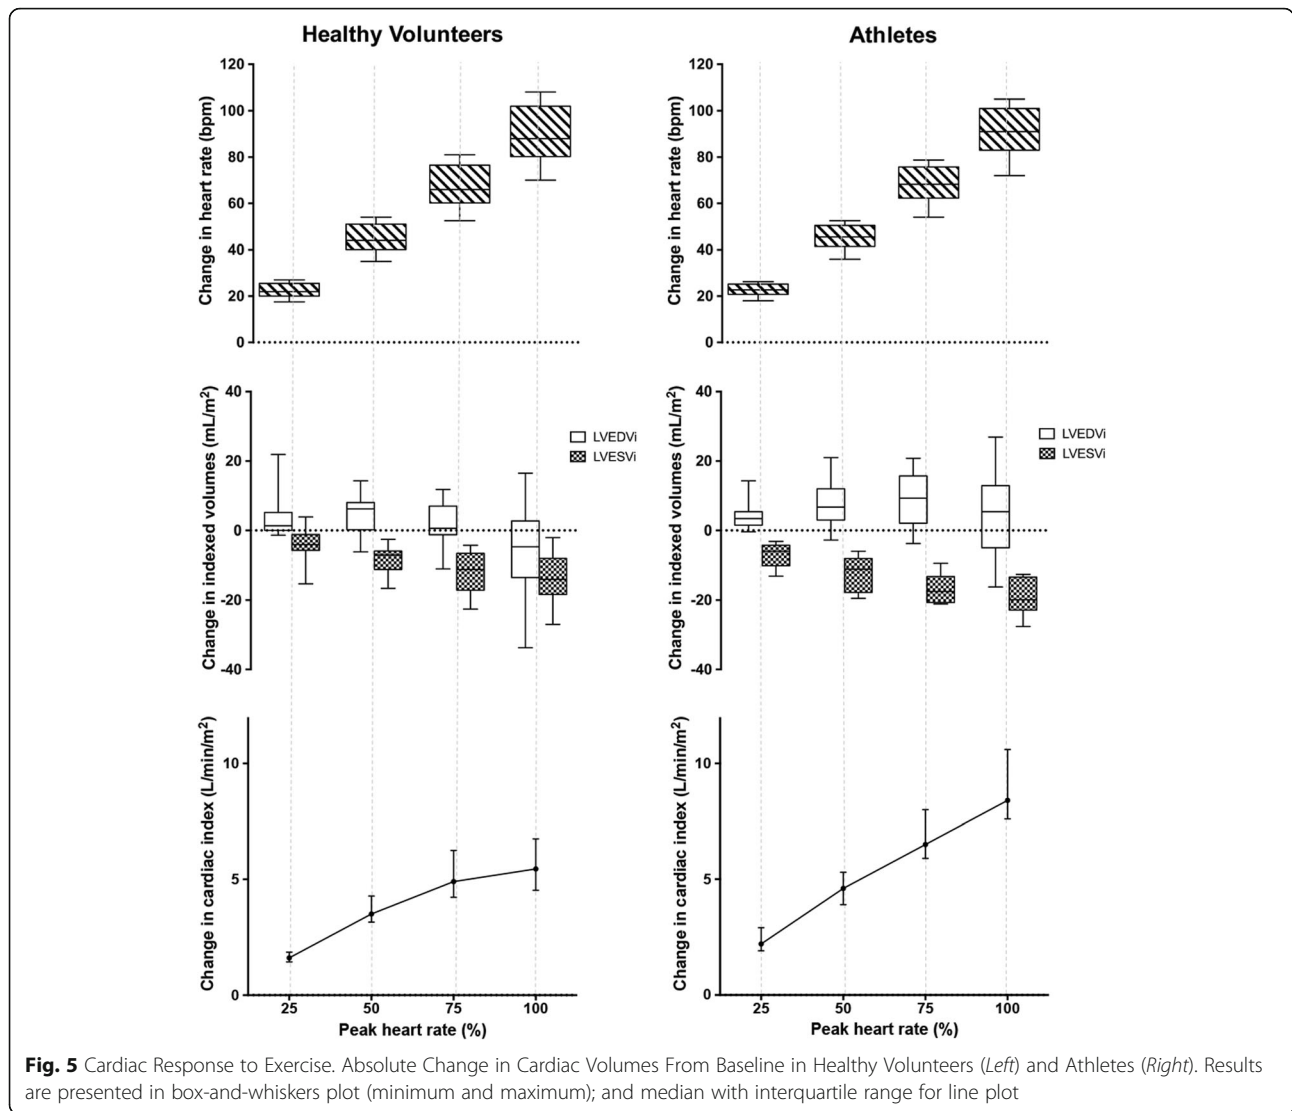 Healthy Volunteers
Athletes
Change in heart rate (bpm)
120
100
80
60
40
20
0
Change in heart rate (bpm)
120
100
80
60
40
20
0
Change in indexed volumes (mL/m²)
40
20
0
-20
-40
LVEDVi
LVESVi
Change in indexed volumes (mL/m²)
40
20
0
-20
-40
LVEDVi
LVESVi
Change in cardiac index (L/min/m²)
10
5
0
25 50 75 100
Peak heart rate (%)
Change in cardiac index (L/min/m²)
10
5
0
25 50 75 100
Peak heart rate (%)
Fig. 5 Cardiac Response to Exercise. Absolute Change in Cardiac Volumes From Baseline in Healthy Volunteers (Left) and Athletes (Right). Results
are presented in box-and-whiskers plot (minimum and maximum); and median with interquartile range for line plot